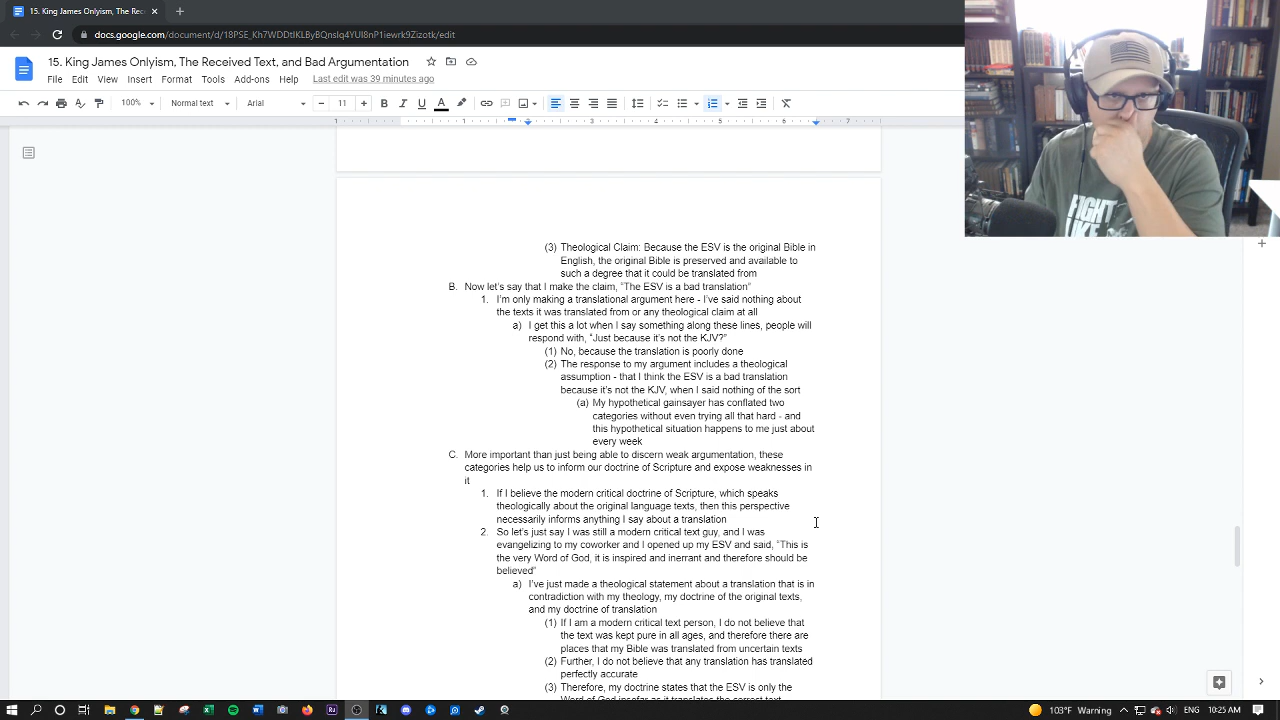 15. King James Onlyism, The Rec
15. King James Onlyism, The Received Text, and Bad Argumentation
File Edit View Insert Format Tools Add-ons
Last edit was 39 minutes ago
100% Normal text Arial 11
(3) Theological Claim: Because the ESV is the original Bible in
English, the original Bible is preserved and available to
such a degree that it could be translated from
B. Now let's say that I make the claim, "The ESV is a bad translation"
1. I'm only making a translational argument here - I've said nothing about
the texts it was translated from or any theological claim at all
a) I get this a lot when I say something along these lines, people will
respond with, "Just because it's not the KJV?"
(1) No, because the translation is poorly done
(2) The response to my argument includes a theological
assumption - that I think the ESV is a bad translation
because it's not the KJV, when I said nothing of the sort
(a) My hypothetical gainsayer has conflated two
categories without even trying all that hard - and
this hypothetical situation happens to me just about
every week
C. More important than just being able to discern weak argumentation, these
categories help us to inform our doctrine of Scripture and expose weaknesses in
it
1. If I believe the modern critical doctrine of Scripture, which speaks
theologically about the original language texts, then this perspective
necessarily informs anything I say about a translation
2. So let's just say I was still a modern critical text guy, and I was
evangelizing to my coworker and I opened up my ESV and said, "This is
the very Word of God, it is inspired and inerrant and therefore should be
believed"
a) I've just made a theological statement about a translation that is in
contradiction with my theology, my doctrine of the original texts,
and my doctrine of translation
(1) If I am a modern critical text person, I do not believe that
the text was kept pure in all ages, and therefore there are
places that my Bible was translated from uncertain texts
(2) Further, I do not believe that any translation has translated
perfectly accurate
(3) Therefore, my doctrine states that the ESV is only the
Word of God insofar as it translates the correct text
FIGHT
LIKE
103°F Warning ENG 10:25 AM